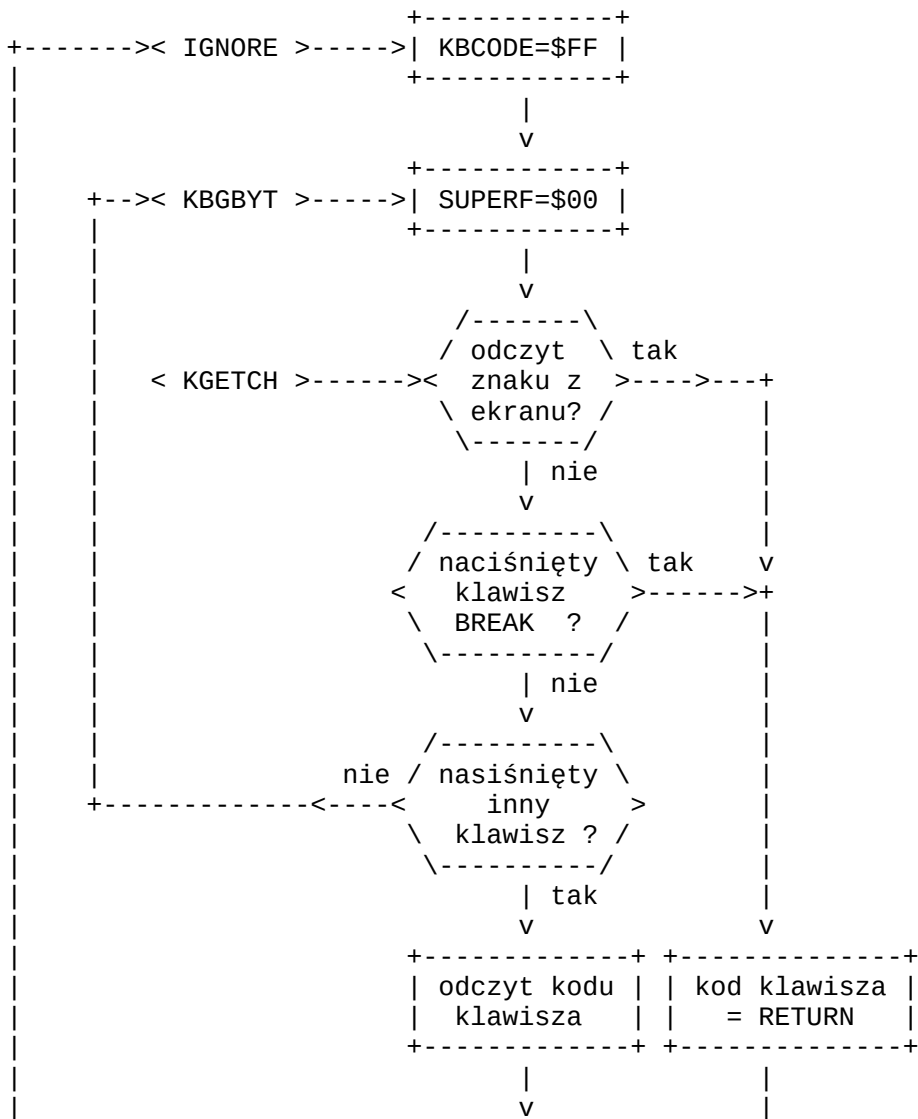 < IGNORE > KBCODE=$FF
< KBGBYT > SUPERF=$00
odczyt tak
< KGETCH > znaku z
ekranu?
nie
naciśnięty tak
klawisz
BREAK ?
nie
nie nasiśnięty
inny
klawisz ?
tak
odczyt kodu kod klawisza
klawisza = RETURN